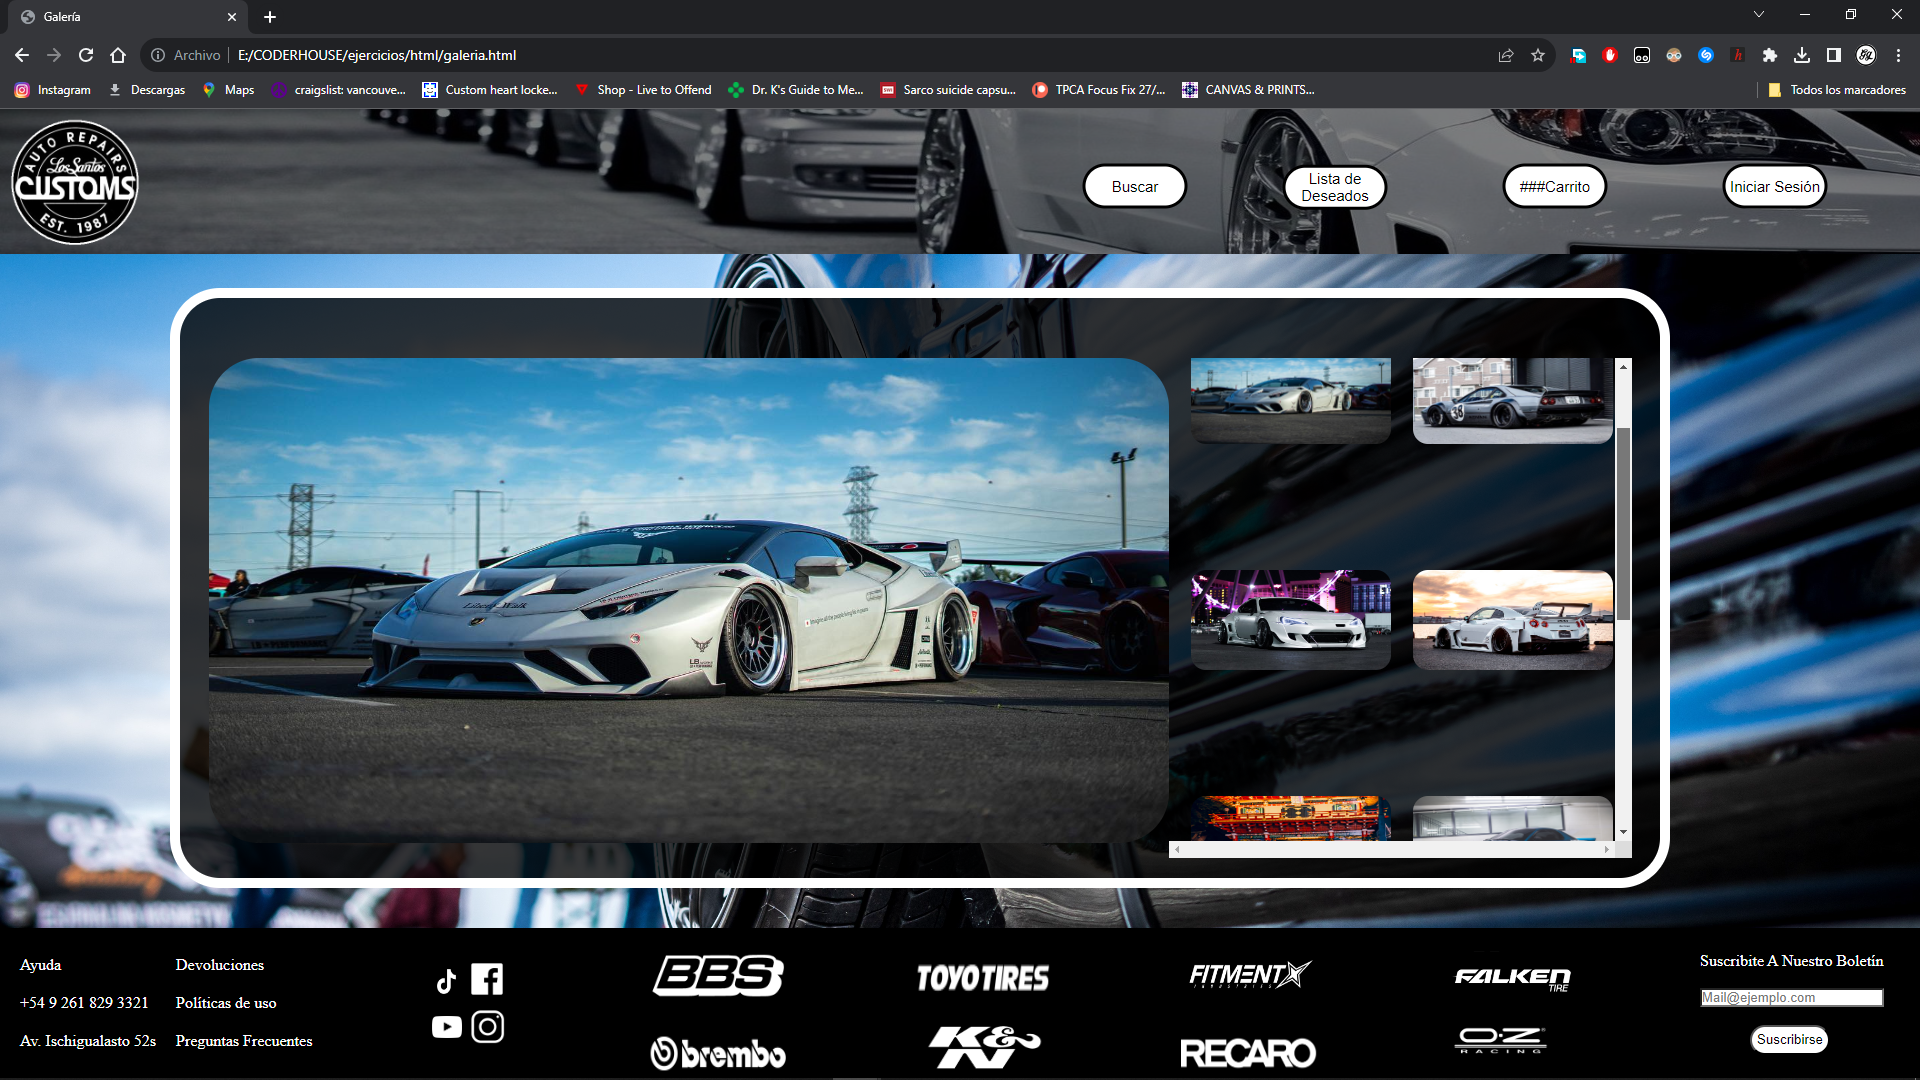 Galería
Archivo
E:/CODERHOUSE/ejercicios/html/galeria.html
Instagram
Descargas
Maps
craigslist: vancouve...
Custom heart locke...
Shop - Live to Offend
Dr. K's Guide to Me...
Sarco suicide capsu...
TPCA Focus Fix 27/...
CANVAS & PRINTS...
Todos los marcadores
AUTO REPAIRS
Los Santos
CUSTOMS
EST. 1987
Buscar
Lista de
Deseados
###Carrito
Iniciar Sesión
Liberty Walk
LB
38
Ayuda
+54 9 261 829 3321
Av. Ischigualasto 52s
Devoluciones
Políticas de uso
Preguntas Frecuentes
BBS
TOYO TIRES
FITMENT
INDUSTRIES
FALKEN
TIRE
brembo
K&N
RECARO
O·Z
RACING
Suscribite A Nuestro Boletín
Mail@ejemplo.com
Suscribirse